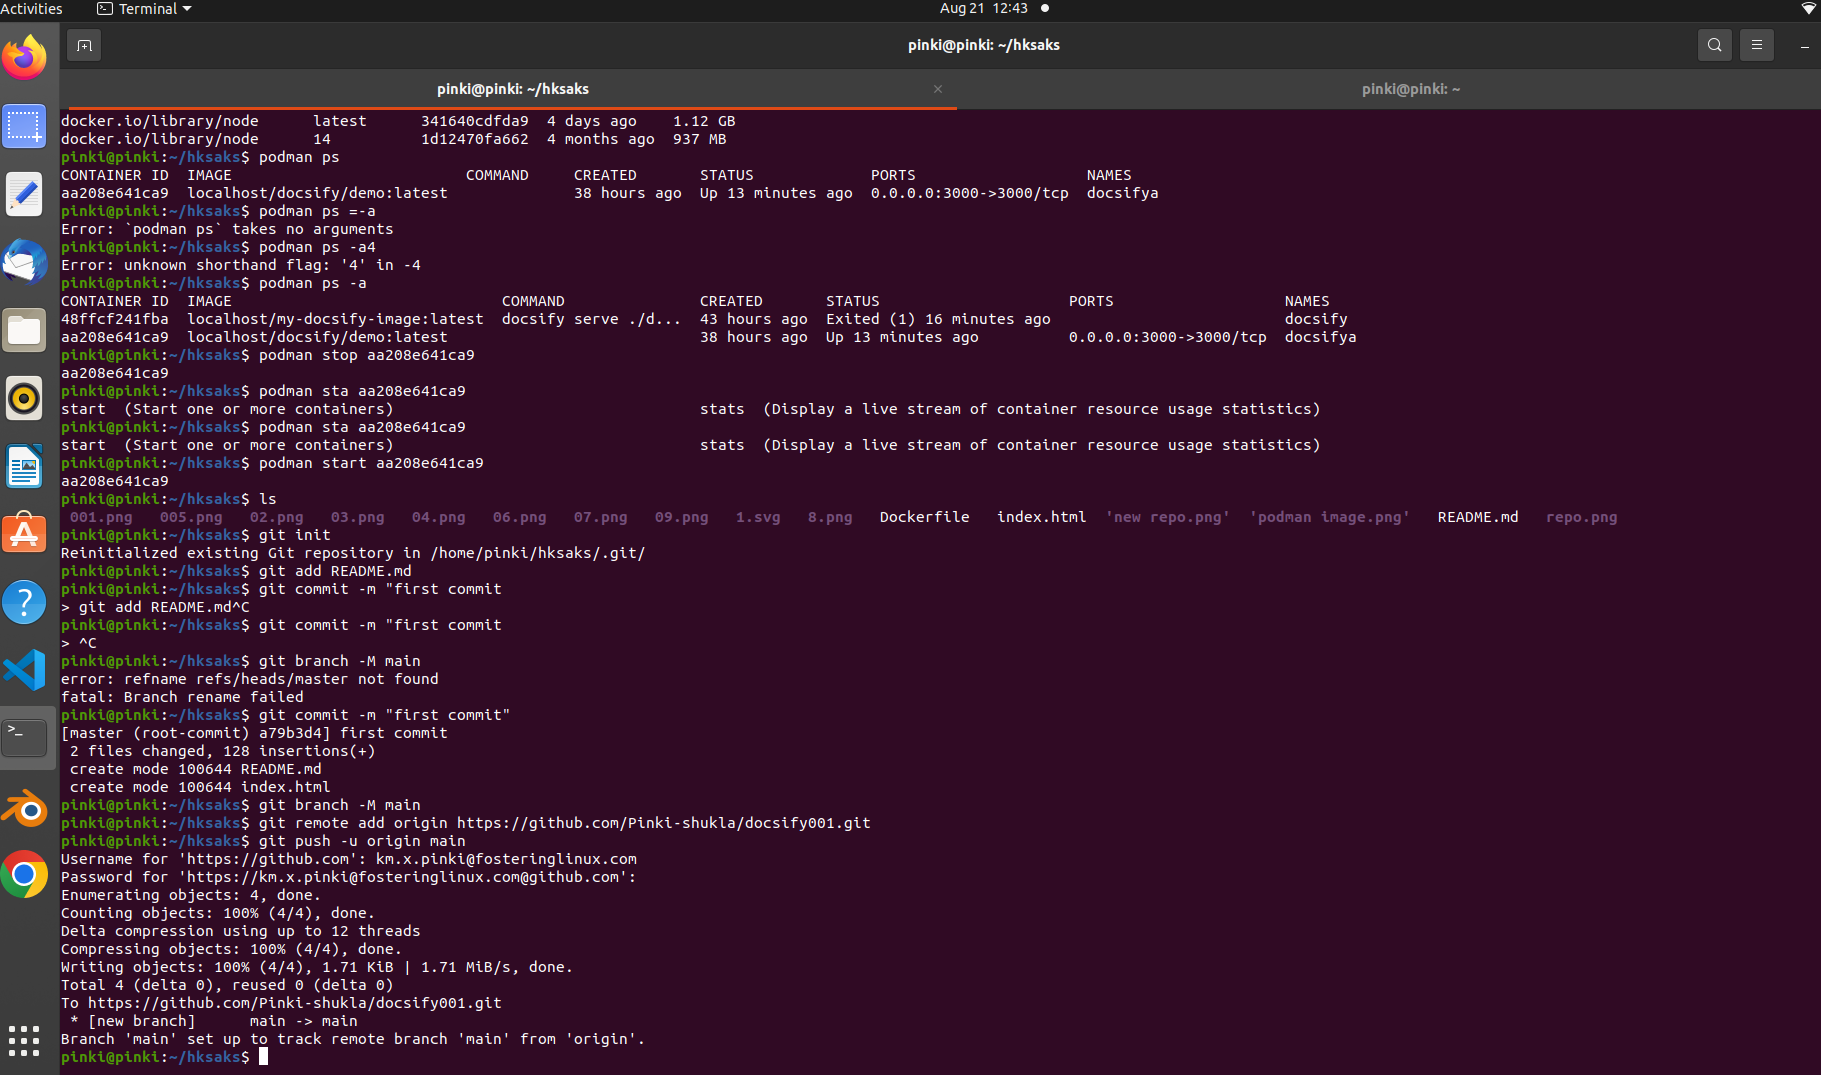 Activities Terminal Aug 21 12:43
pinki@pinki: ~/hksaks
pinki@pinki: ~/hksaks × pinki@pinki: ~
docker.io/library/node latest 341640cdfda9 4 days ago 1.12 GB
docker.io/library/node 14 1d12470fa662 4 months ago 937 MB
pinki@pinki:~/hksaks$ podman ps
CONTAINER ID IMAGE COMMAND CREATED STATUS PORTS NAMES
aa208e641ca9 localhost/docsify/demo:latest 38 hours ago Up 13 minutes ago 0.0.0.0:3000->3000/tcp docsifya
pinki@pinki:~/hksaks$ podman ps =-a
Error: `podman ps` takes no arguments
pinki@pinki:~/hksaks$ podman ps -a4
Error: unknown shorthand flag: '4' in -4
pinki@pinki:~/hksaks$ podman ps -a
CONTAINER ID IMAGE COMMAND CREATED STATUS PORTS NAMES
48ffcf241fba localhost/my-docsify-image:latest docsify serve ./d... 43 hours ago Exited (1) 16 minutes ago docsify
aa208e641ca9 localhost/docsify/demo:latest 38 hours ago Up 13 minutes ago 0.0.0.0:3000->3000/tcp docsifya
pinki@pinki:~/hksaks$ podman stop aa208e641ca9
aa208e641ca9
pinki@pinki:~/hksaks$ podman sta aa208e641ca9
start (Start one or more containers) stats (Display a live stream of container resource usage statistics)
pinki@pinki:~/hksaks$ podman sta aa208e641ca9
start (Start one or more containers) stats (Display a live stream of container resource usage statistics)
pinki@pinki:~/hksaks$ podman start aa208e641ca9
aa208e641ca9
pinki@pinki:~/hksaks$ ls
001.png 005.png 02.png 03.png 04.png 06.png 07.png 09.png 1.svg 8.png Dockerfile index.html 'new repo.png' 'podman image.png' README.md repo.png
pinki@pinki:~/hksaks$ git init
Reinitialized existing Git repository in /home/pinki/hksaks/.git/
pinki@pinki:~/hksaks$ git add README.md
pinki@pinki:~/hksaks$ git commit -m "first commit
> git add README.md^C
pinki@pinki:~/hksaks$ git commit -m "first commit
> ^C
pinki@pinki:~/hksaks$ git branch -M main
error: refname refs/heads/master not found
fatal: Branch rename failed
pinki@pinki:~/hksaks$ git commit -m "first commit"
[master (root-commit) a79b3d4] first commit
2 files changed, 128 insertions(+)
create mode 100644 README.md
create mode 100644 index.html
pinki@pinki:~/hksaks$ git branch -M main
pinki@pinki:~/hksaks$ git remote add origin https://github.com/Pinki-shukla/docsify001.git
pinki@pinki:~/hksaks$ git push -u origin main
Username for 'https://github.com': km.x.pinki@fosteringlinux.com
Password for 'https://km.x.pinki@fosteringlinux.com@github.com':
Enumerating objects: 4, done.
Counting objects: 100% (4/4), done.
Delta compression using up to 12 threads
Compressing objects: 100% (4/4), done.
Writing objects: 100% (4/4), 1.71 KiB | 1.71 MiB/s, done.
Total 4 (delta 0), reused 0 (delta 0)
To https://github.com/Pinki-shukla/docsify001.git
* [new branch] main -> main
Branch 'main' set up to track remote branch 'main' from 'origin'.
pinki@pinki:~/hksaks$